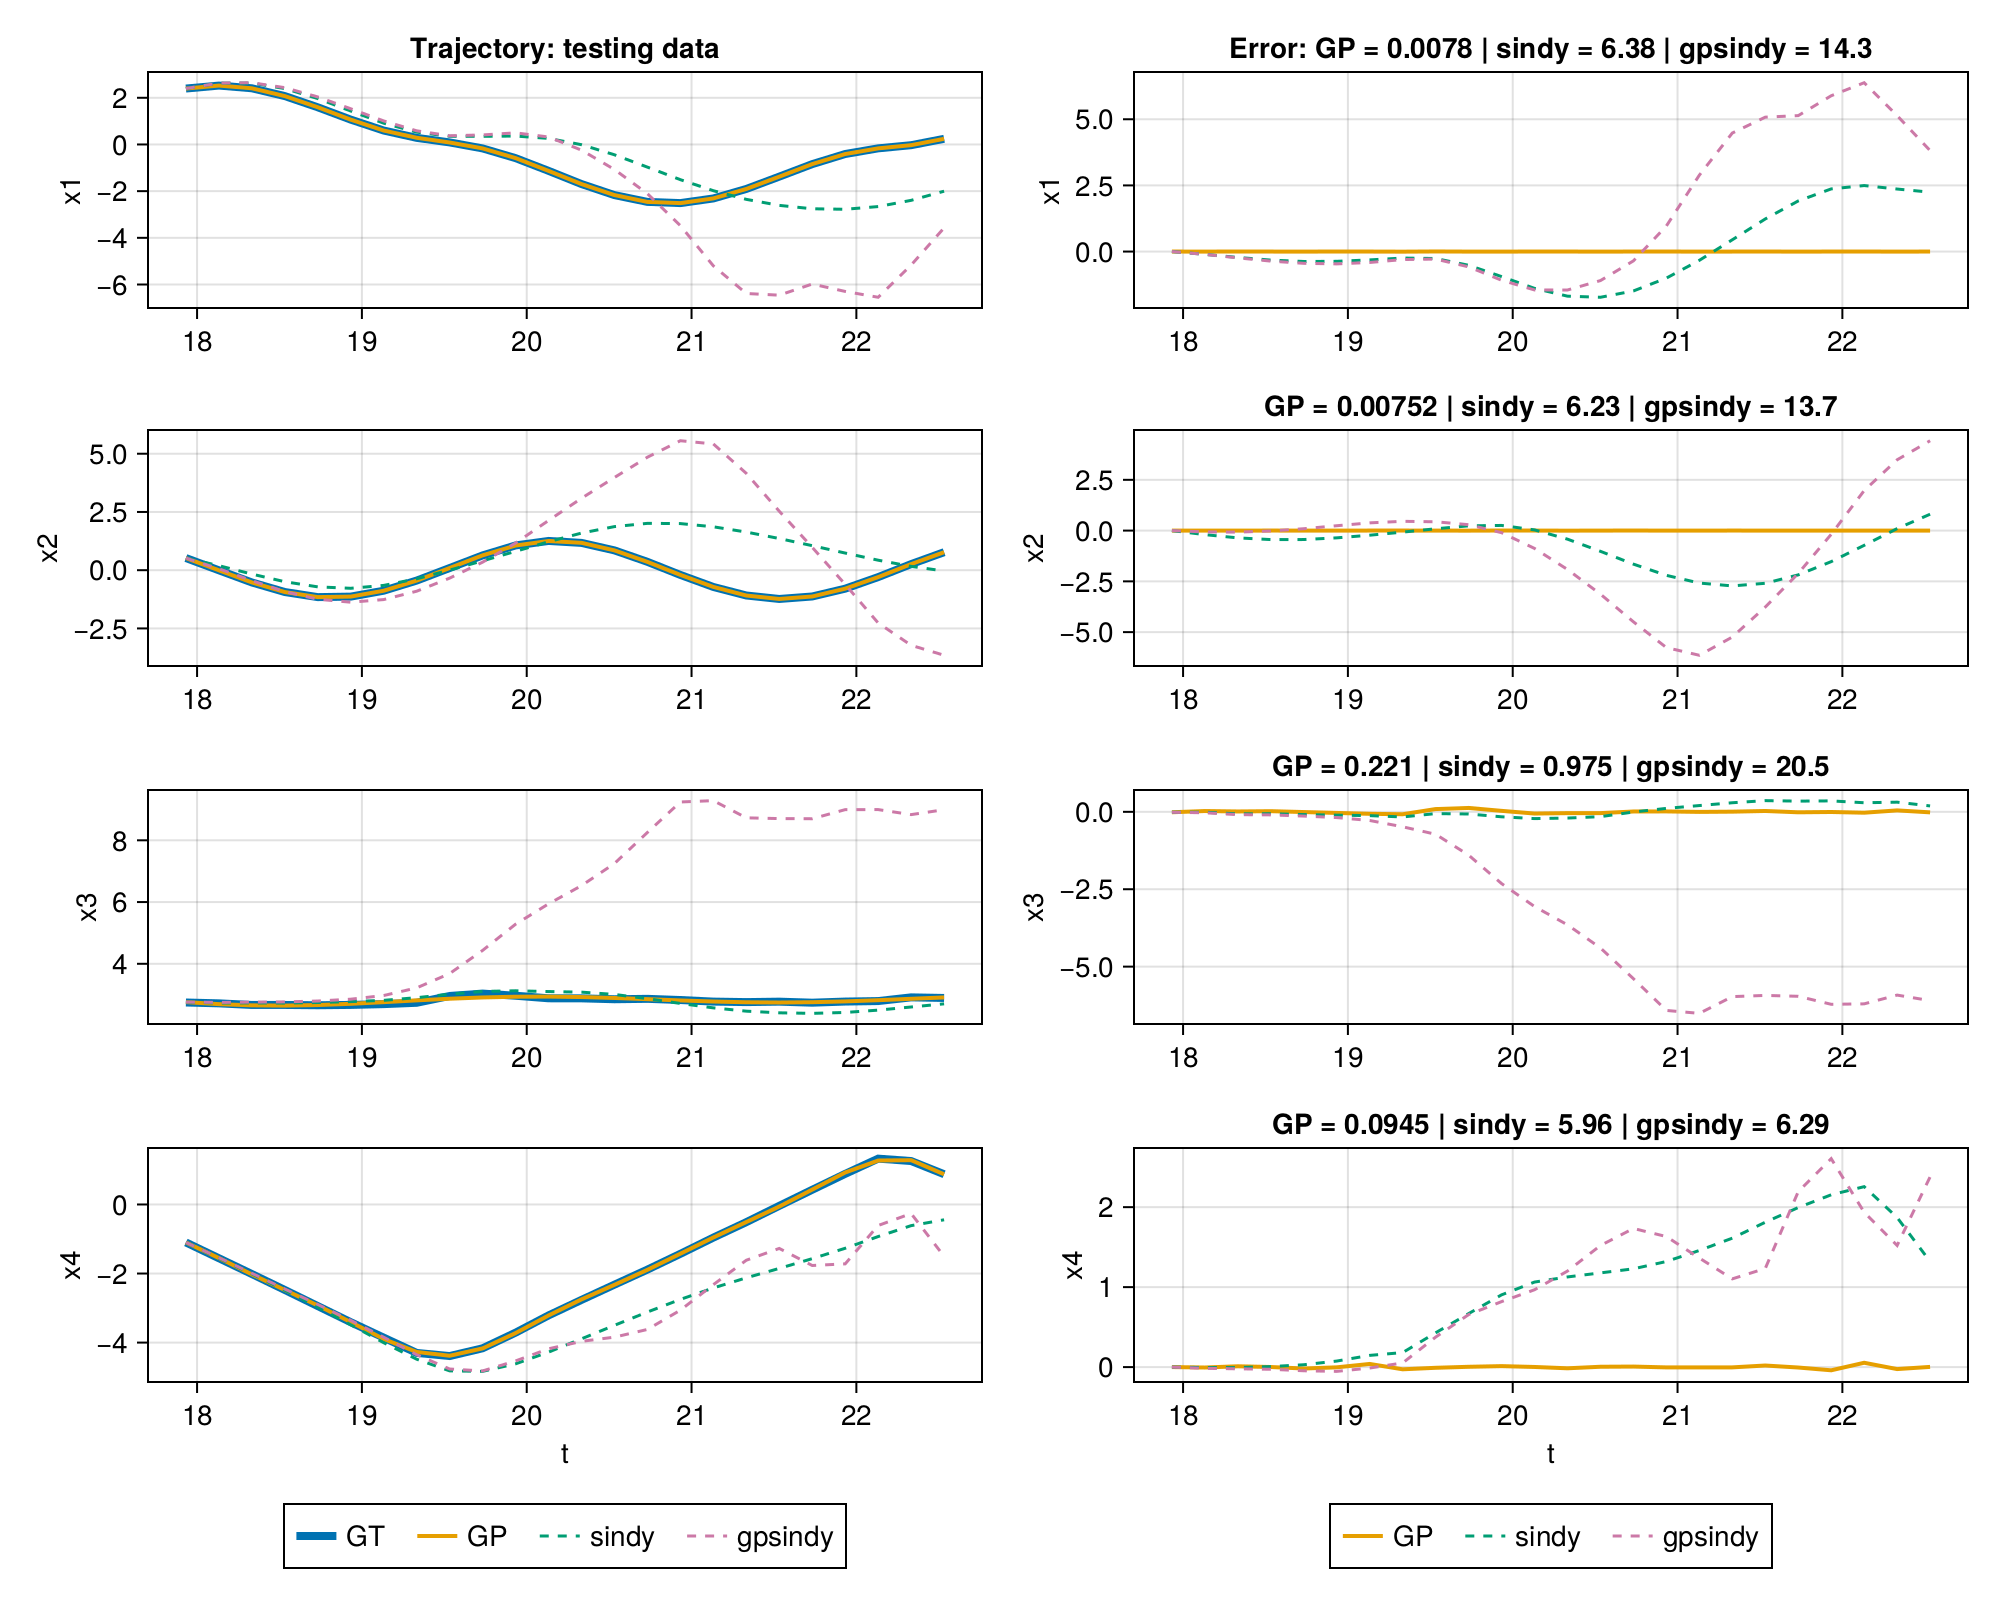 Trajectory: testing data
2
0
−2
−4
−6
x1
18 19 20 21 22
Error: GP = 0.0078 | sindy = 6.38 | gpsindy = 14.3
5.0
2.5
0.0
x1
18 19 20 21 22
5.0
2.5
0.0
−2.5
x2
18 19 20 21 22
GP = 0.00752 | sindy = 6.23 | gpsindy = 13.7
2.5
0.0
−2.5
−5.0
x2
18 19 20 21 22
8
6
4
x3
18 19 20 21 22
GP = 0.221 | sindy = 0.975 | gpsindy = 20.5
0.0
−2.5
−5.0
x3
18 19 20 21 22
0
−2
−4
x4
18 19 20 21 22
t
GP = 0.0945 | sindy = 5.96 | gpsindy = 6.29
2
1
0
x4
18 19 20 21 22
t
GT GP sindy gpsindy
GP sindy gpsindy